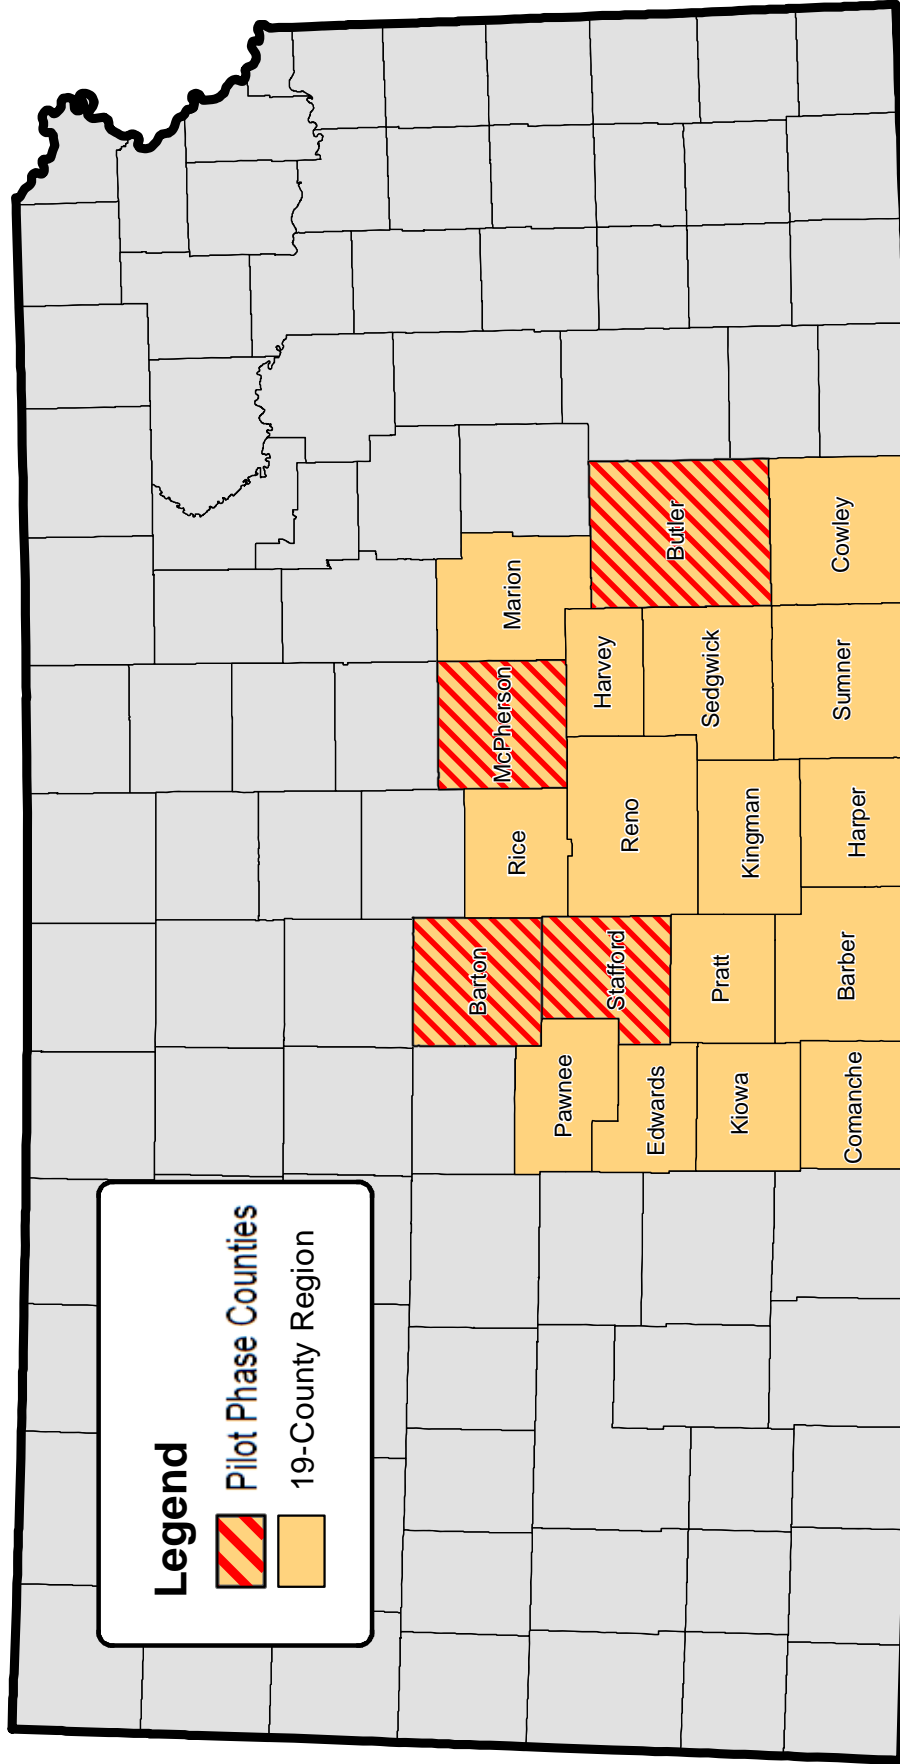 Legend
Pilot Phase Counties
19-County Region
Barton
McPherson
Marion
Rice
Pawnee
Stafford
Reno
Harvey
Butler
Edwards
Sedgwick
Pratt
Kiowa
Kingman
Comanche
Barber
Harper
Sumner
Cowley